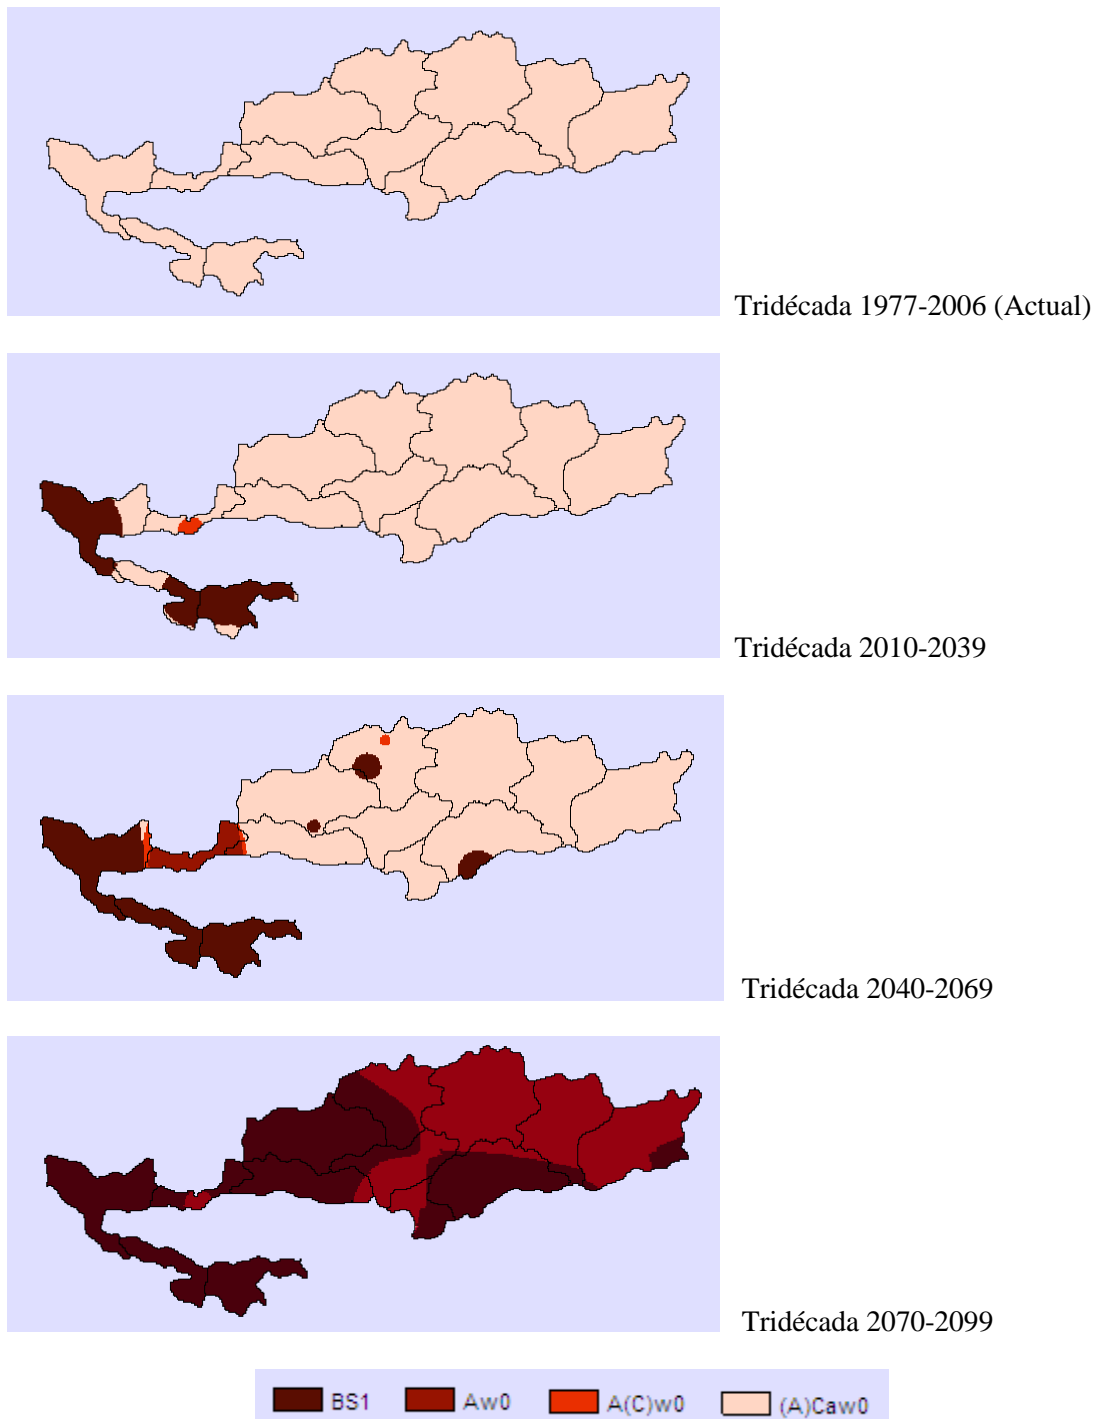 Tridécada 1977-2006 (Actual)
Tridécada 2010-2039
Tridécada 2040-2069
Tridécada 2070-2099
BS1 Aw0 A(C)w0 (A)Caw0